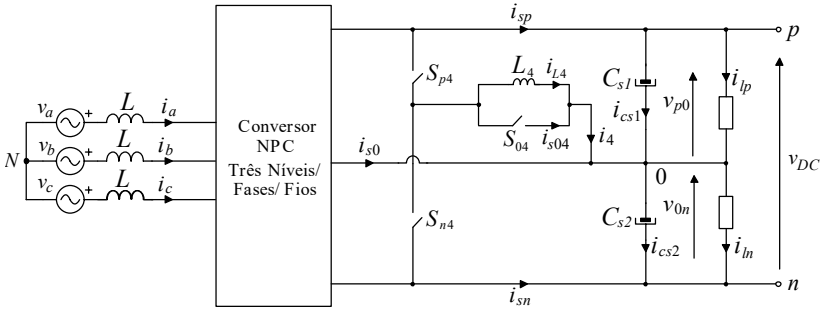 i_sp
p
S_p4
L_4
i_L4
C_s1
v_p0
i_lp
v_a
+
L
i_a
S_04
i_s04
i_4
i_cs1
N
v_b
+
L
i_b
Conversor
NPC
Três Níveis/
Fases/ Fios
i_s0
0
v_DC
v_c
+
L
i_c
S_n4
C_s2
v_0n
i_cs2
i_ln
i_sn
n